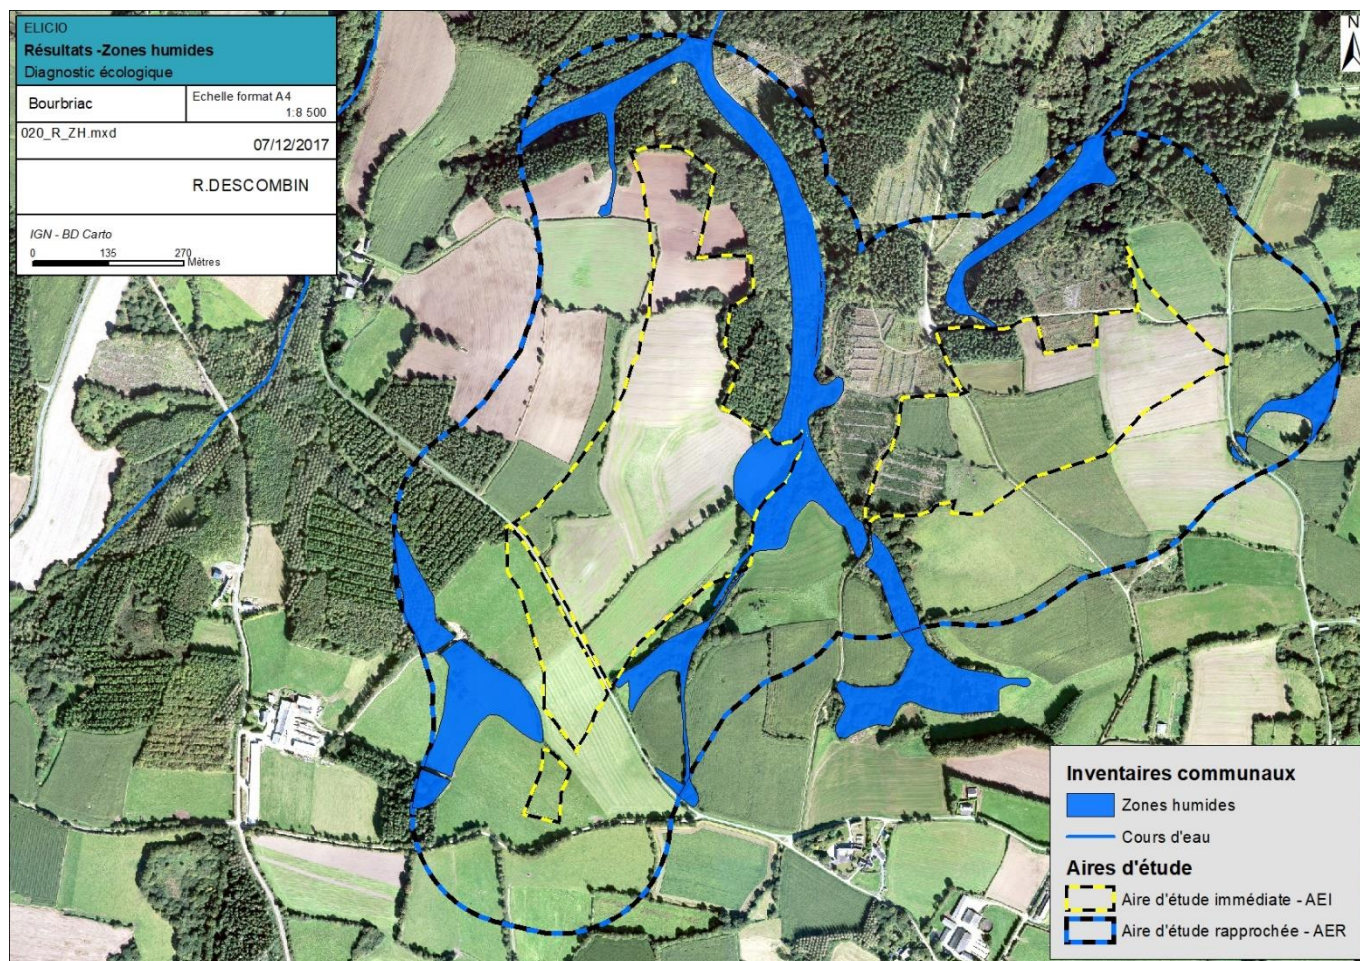 ELICIO
Résultats -Zones humides
Diagnostic écologique
Bourbriac
Echelle format A4
1:8 500
020_R_ZH.mxd
07/12/2017
R.DESCOMBIN
IGN - BD Carto
0 135 270
Mètres
N
Inventaires communaux
Zones humides
Cours d'eau
Aires d'étude
Aire d'étude immédiate - AEI
Aire d'étude rapprochée - AER